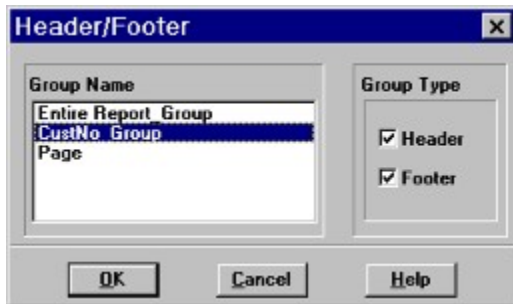 Header/Footer
Group Name
Entire Report_Group
CustNo_Group
Page
Group Type
Header
Footer
OK
Cancel
Help